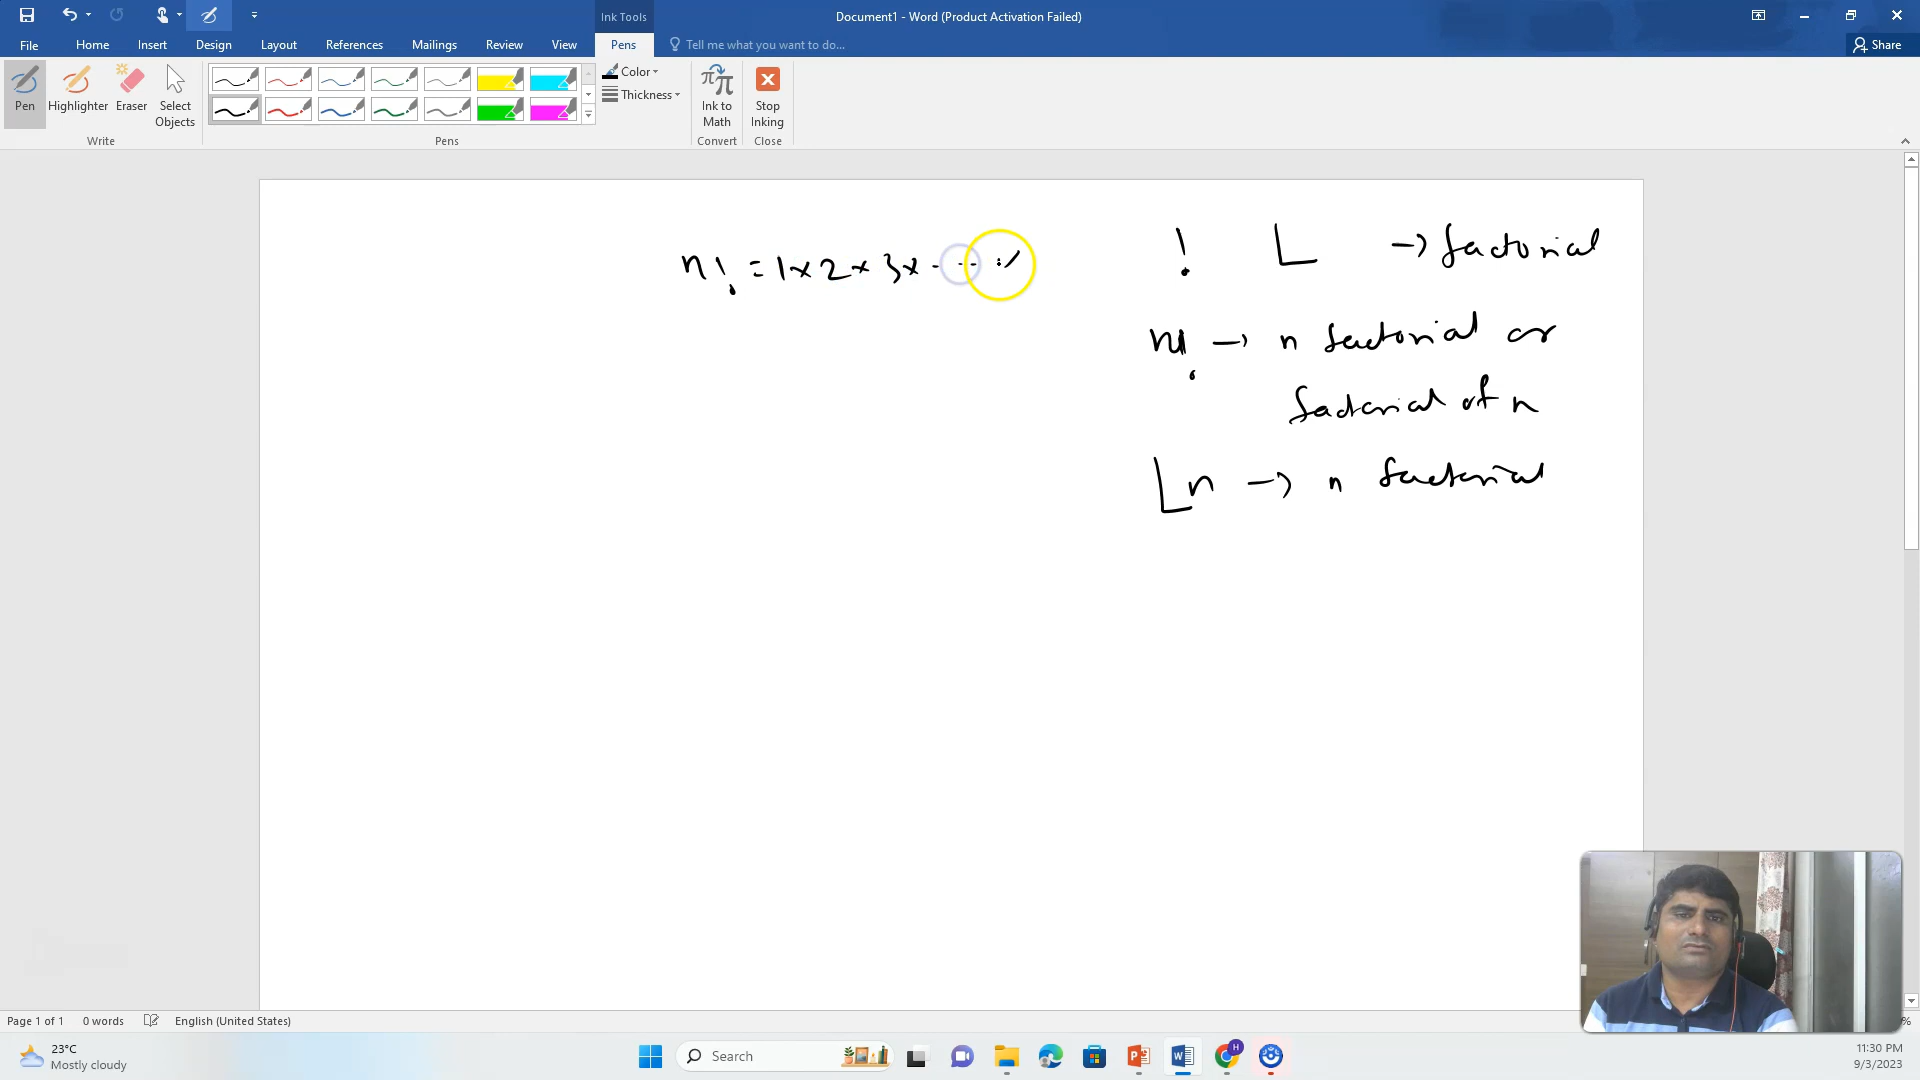 Ink Tools
Document1 - Word (Product Activation Failed)
File Home Insert Design Layout References Mailings Review View Pens Tell me what you want to do... Share
Pen Highlighter Eraser Select Objects
Color
Thickness
Ink to Math
Stop Inking
Write Pens Convert Close
n! = 1 x 2 x 3 x - - -
! L → factorial
n! → n factorial or
factorial of n
Ln → n factorial
Page 1 of 1 0 words English (United States) %
23°C
Mostly cloudy
Search
11:30 PM
9/3/2023